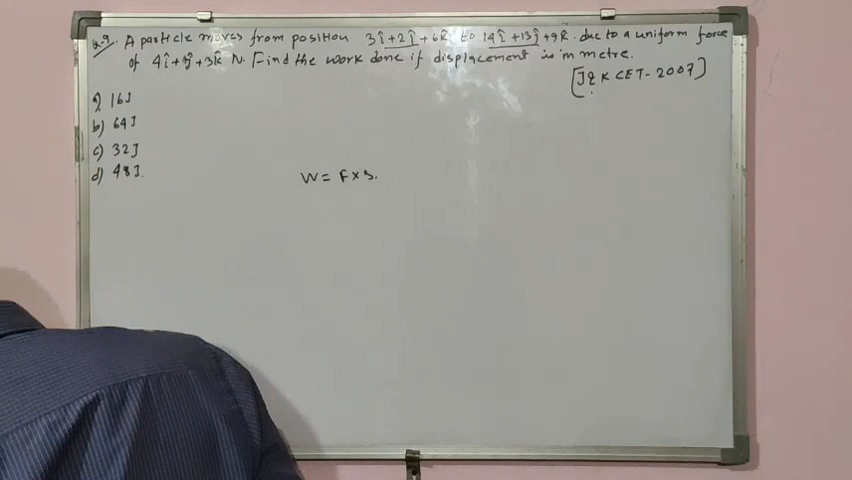 Q-9. A particle moves from position 3î+2ĵ+6k̂ to 14î+13ĵ+9k̂ due to a uniform force
of 4î+ĵ+3k̂ N. Find the work done if displacement is in metre.
[J&K CET-2007]
a) 16J
b) 64J
c) 32J
d) 48J.
W = F×S.